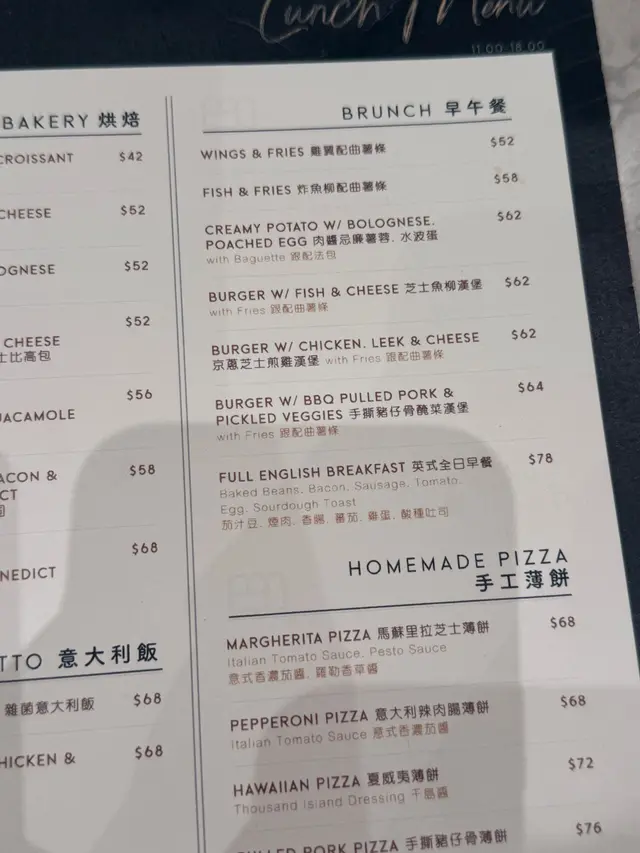 Lunch Menu
11:00-18:00
BAKERY 烘焙
CROISSANT $42
CHEESE $52
OGNESE $52
$52
CHEESE
士比高包
$56
UACAMOLE
ACON & $58
CT
$68
NEDICT
TTO 意大利飯
雜菌意大利飯 $68
HICKEN & $68
BRUNCH 早午餐
WINGS & FRIES 雞翼配曲薯條 $52
FISH & FRIES 炸魚柳配曲薯條 $58
CREAMY POTATO W/ BOLOGNESE. $62
POACHED EGG 肉醬忌廉薯蓉. 水波蛋
with Baguette 跟配法包
BURGER W/ FISH & CHEESE 芝士魚柳漢堡 $62
with Fries 跟配曲薯條
BURGER W/ CHICKEN. LEEK & CHEESE $62
京蔥芝士煎雞漢堡 with Fries 跟配曲薯條
BURGER W/ BBQ PULLED PORK & $64
PICKLED VEGGIES 手撕豬仔骨醃菜漢堡
with Fries 跟配曲薯條
FULL ENGLISH BREAKFAST 英式全日早餐 $78
Baked Beans. Bacon. Sausage. Tomato.
Egg. Sourdough Toast
茄汁豆. 煙肉. 香腸. 蕃茄. 雞蛋. 酸種吐司
HOMEMADE PIZZA
手工薄餅
MARGHERITA PIZZA 馬蘇里拉芝士薄餅 $68
Italian Tomato Sauce. Pesto Sauce
意式香濃茄醬. 羅勒香草醬
PEPPERONI PIZZA 意大利辣肉腸薄餅 $68
Italian Tomato Sauce 意式香濃茄醬
HAWAIIAN PIZZA 夏威夷薄餅 $72
Thousand Island Dressing 千島醬
PULLED PORK PIZZA 手撕豬仔骨薄餅 $76